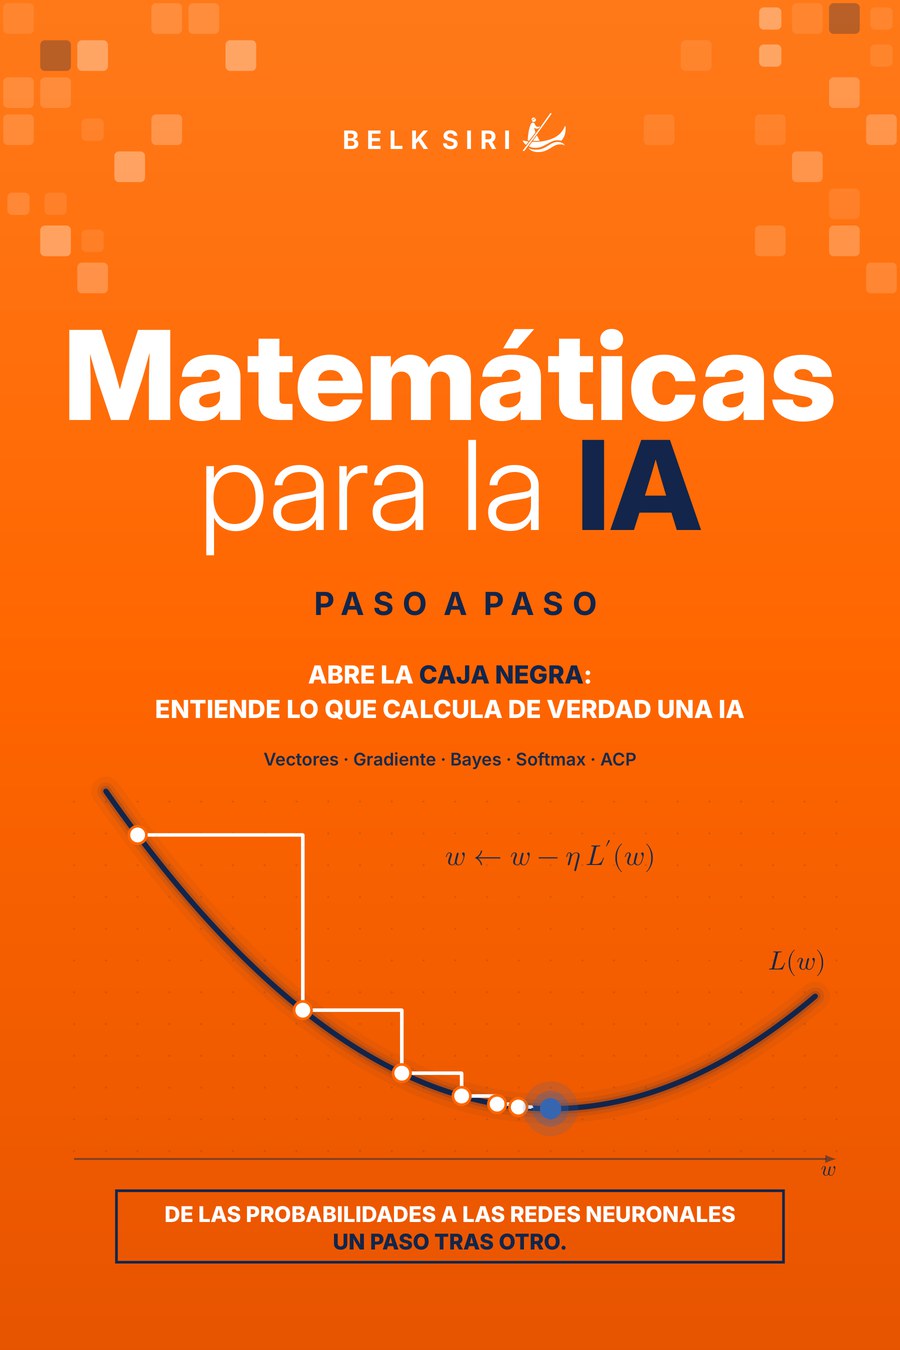 BELK SIRI
Matemáticas
para la IA
PASO A PASO
ABRE LA CAJA NEGRA:
ENTIENDE LO QUE CALCULA DE VERDAD UNA IA
Vectores · Gradiente · Bayes · Softmax · ACP
w ← w − η L′(w)
L(w)
w
DE LAS PROBABILIDADES A LAS REDES NEURONALES
UN PASO TRAS OTRO.